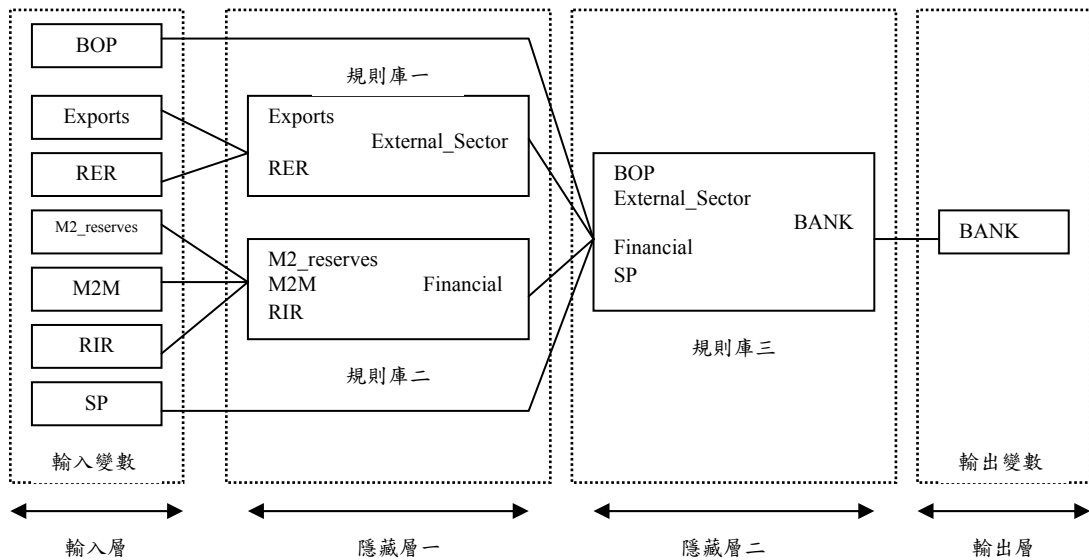 BOP
Exports
RER
M2_reserves
M2M
RIR
SP
輸入變數
規則庫一
Exports
External_Sector
RER
M2_reserves
M2M
Financial
RIR
規則庫二
BOP
External_Sector
BANK
Financial
SP
規則庫三
BANK
輸出變數
輸入層
隱藏層一
隱藏層二
輸出層